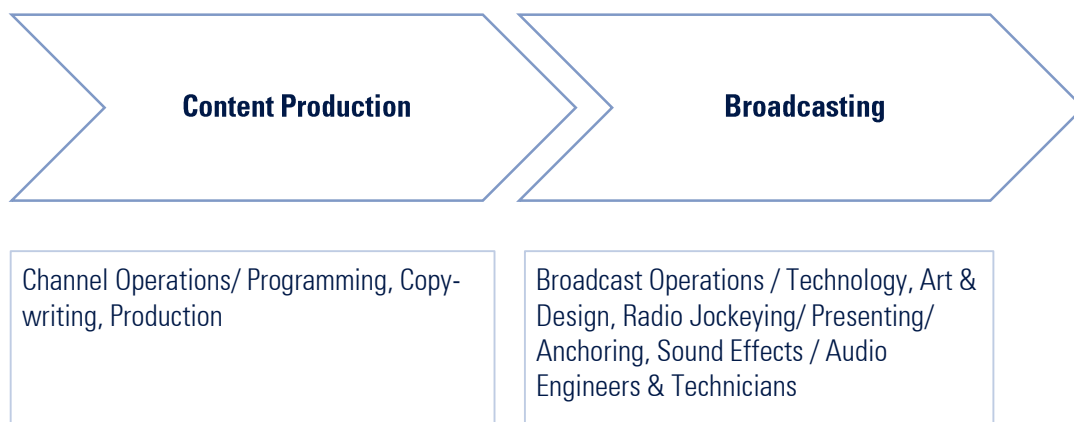 Content Production
Broadcasting
Channel Operations/ Programming, Copy-
writing, Production
Broadcast Operations / Technology, Art &
Design, Radio Jockeying/ Presenting/
Anchoring, Sound Effects / Audio
Engineers & Technicians